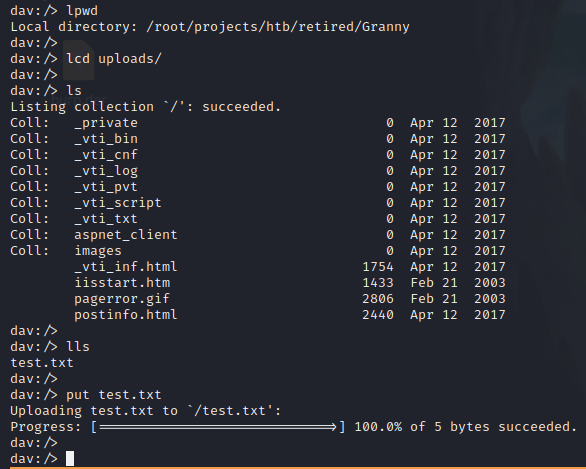 dav:/> lpwd
Local directory: /root/projects/htb/retired/Granny
dav:/>
dav:/> lcd uploads/
dav:/>
dav:/> ls
Listing collection `/': succeeded.
Coll:   _private                               0  Apr 12  2017
Coll:   _vti_bin                               0  Apr 12  2017
Coll:   _vti_cnf                               0  Apr 12  2017
Coll:   _vti_log                               0  Apr 12  2017
Coll:   _vti_pvt                               0  Apr 12  2017
Coll:   _vti_script                            0  Apr 12  2017
Coll:   _vti_txt                               0  Apr 12  2017
Coll:   aspnet_client                          0  Apr 12  2017
Coll:   images                                 0  Apr 12  2017
        _vti_inf.html                       1754  Apr 12  2017
        iisstart.htm                        1433  Feb 21  2003
        pagerror.gif                        2806  Feb 21  2003
        postinfo.html                       2440  Apr 12  2017
dav:/>
dav:/> lls
test.txt
dav:/>
dav:/> put test.txt
Uploading test.txt to `/test.txt':
Progress: [=============================>] 100.0% of 5 bytes succeeded.
dav:/>
dav:/>